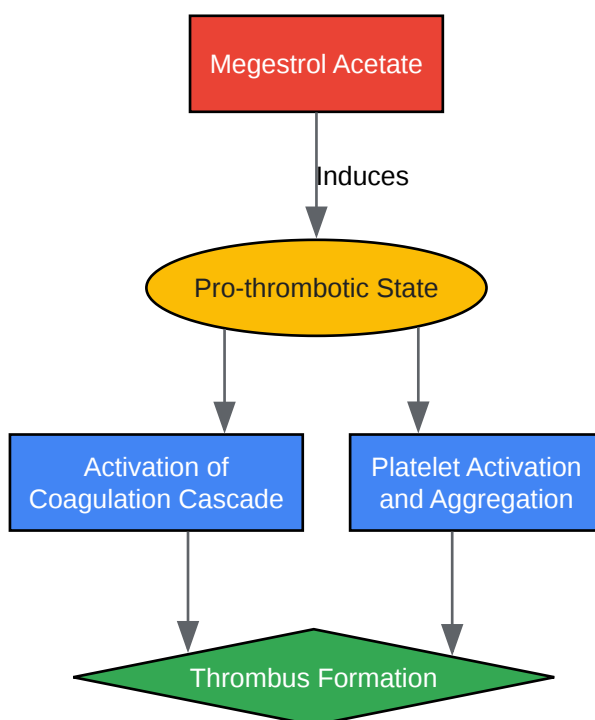 Megestrol Acetate
Induces
Pro-thrombotic State
Activation of
Coagulation Cascade
Platelet Activation
and Aggregation
Thrombus Formation